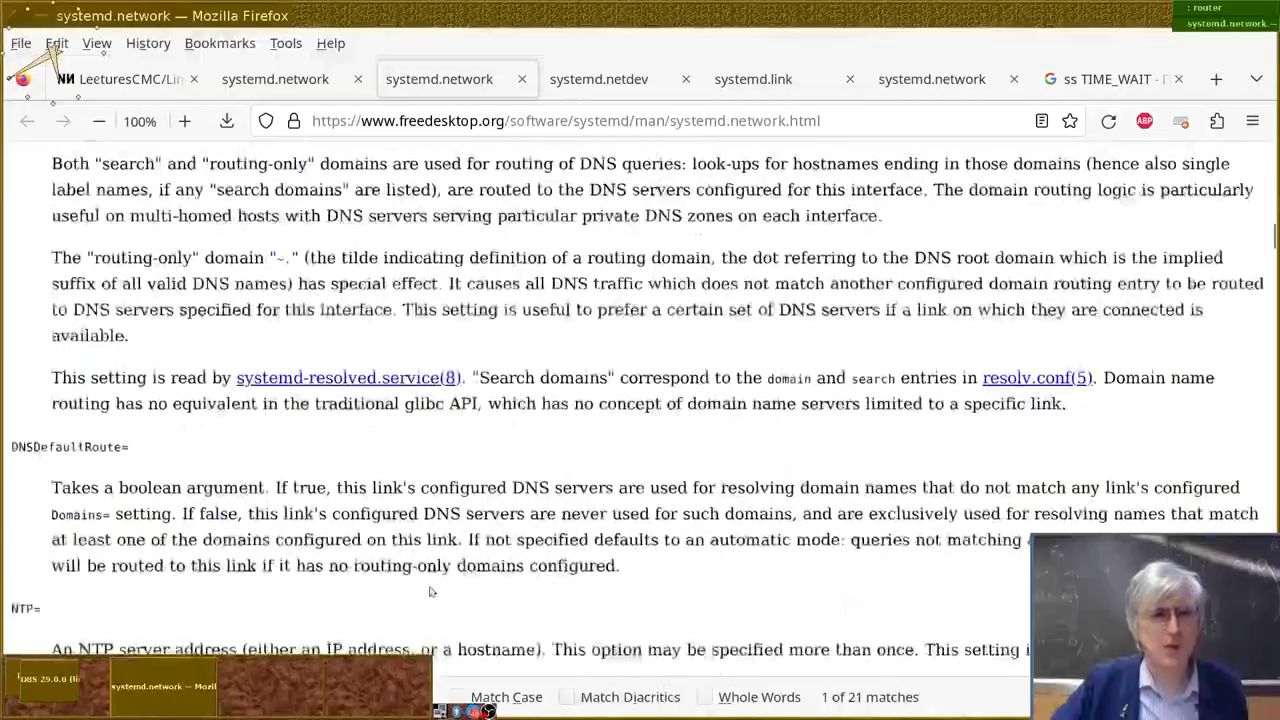 systemd.network — Mozilla Firefox
: router
systemd.network —
File Edit View History Bookmarks Tools Help
LecturesCMC/Lin
systemd.network
systemd.network
systemd.netdev
systemd.link
systemd.network
ss TIME_WAIT -
100%
https://www.freedesktop.org/software/systemd/man/systemd.network.html
ABP
Both "search" and "routing-only" domains are used for routing of DNS queries: look-ups for hostnames ending in those domains (hence also single
label names, if any "search domains" are listed), are routed to the DNS servers configured for this interface. The domain routing logic is particularly
useful on multi-homed hosts with DNS servers serving particular private DNS zones on each interface.
The "routing-only" domain "~." (the tilde indicating definition of a routing domain, the dot referring to the DNS root domain which is the implied
suffix of all valid DNS names) has special effect. It causes all DNS traffic which does not match another configured domain routing entry to be routed
to DNS servers specified for this interface. This setting is useful to prefer a certain set of DNS servers if a link on which they are connected is
available.
This setting is read by systemd-resolved.service(8). "Search domains" correspond to the domain and search entries in resolv.conf(5). Domain name
routing has no equivalent in the traditional glibc API, which has no concept of domain name servers limited to a specific link.
DNSDefaultRoute=
Takes a boolean argument. If true, this link's configured DNS servers are used for resolving domain names that do not match any link's configured
Domains= setting. If false, this link's configured DNS servers are never used for such domains, and are exclusively used for resolving names that match
at least one of the domains configured on this link. If not specified defaults to an automatic mode: queries not matching
will be routed to this link if it has no routing-only domains configured.
NTP=
An NTP server address (either an IP address, or a hostname). This option may be specified more than once. This setting i
OBS 29.0.0 (li
systemd.network — Mozil
Match Case Match Diacritics Whole Words 1 of 21 matches